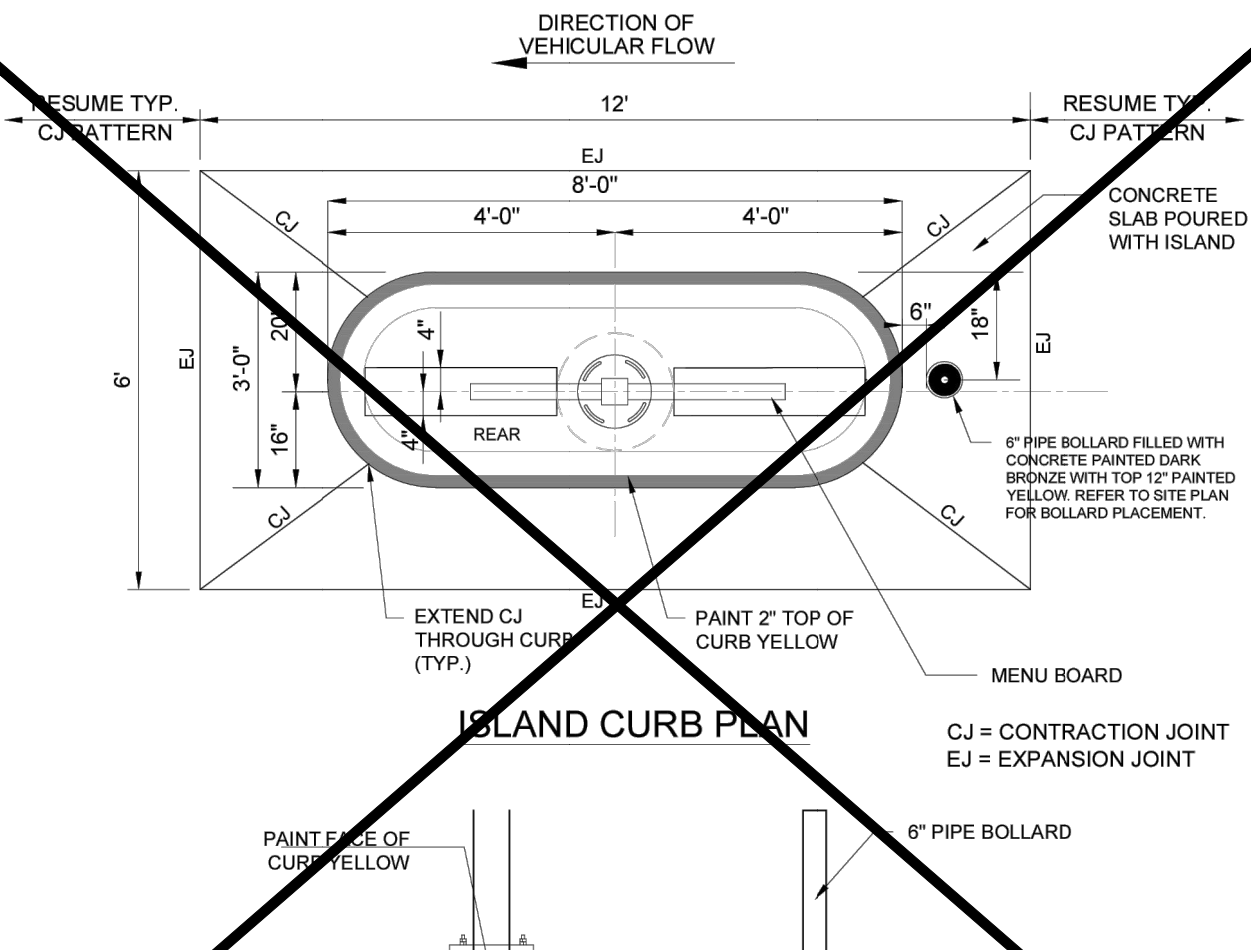 DIRECTION OF
VEHICULAR FLOW
RESUME TYP.
CJ PATTERN
12'
RESUME TYP.
CJ PATTERN
EJ
8'-0"
4'-0"
4'-0"
CJ
CJ
CONCRETE
SLAB POURED
WITH ISLAND
6"
18"
20"
4"
EJ
EJ
3'-0"
6'
16"
4"
REAR
6" PIPE BOLLARD FILLED WITH
CONCRETE PAINTED DARK
BRONZE WITH TOP 12" PAINTED
YELLOW. REFER TO SITE PLAN
FOR BOLLARD PLACEMENT.
CJ
CJ
EJ
EXTEND CJ
THROUGH CURB
(TYP.)
PAINT 2" TOP OF
CURB YELLOW
MENU BOARD
ISLAND CURB PLAN
CJ = CONTRACTION JOINT
EJ = EXPANSION JOINT
PAINT FACE OF
CURB YELLOW
6" PIPE BOLLARD